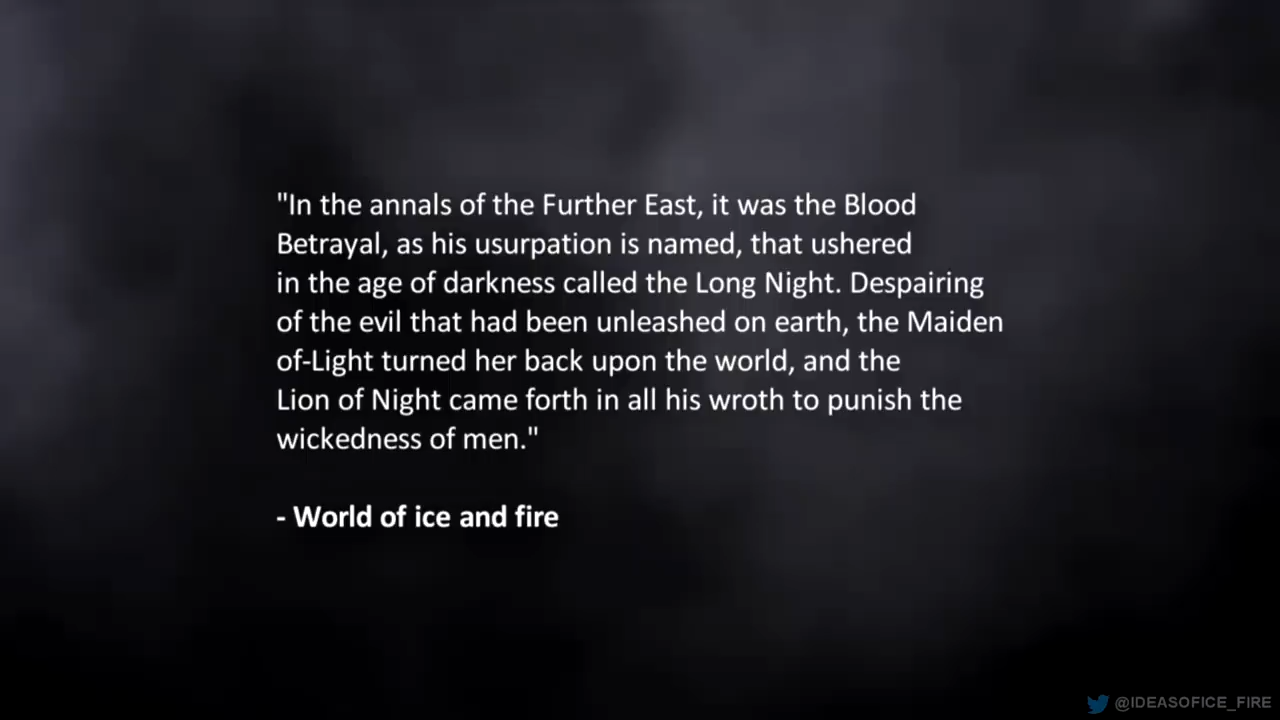 "In the annals of the Further East, it was the Blood
Betrayal, as his usurpation is named, that ushered
in the age of darkness called the Long Night. Despairing
of the evil that had been unleashed on earth, the Maiden
of-Light turned her back upon the world, and the
Lion of Night came forth in all his wroth to punish the
wickedness of men."
- World of ice and fire
@IDEASOFICE_FIRE